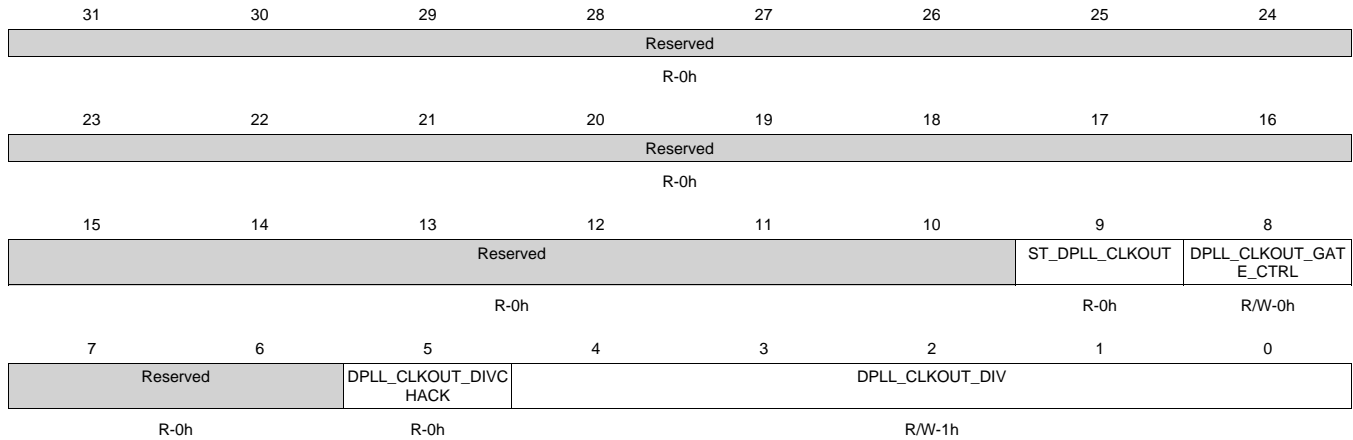 31 30 29 28 27 26 25 24
Reserved
R-0h
23 22 21 20 19 18 17 16
Reserved
R-0h
15 14 13 12 11 10 9 8
Reserved ST_DPLL_CLKOUT DPLL_CLKOUT_GAT
E_CTRL
R-0h R-0h R/W-0h
7 6 5 4 3 2 1 0
Reserved DPLL_CLKOUT_DIVC DPLL_CLKOUT_DIV
HACK
R-0h R-0h R/W-1h